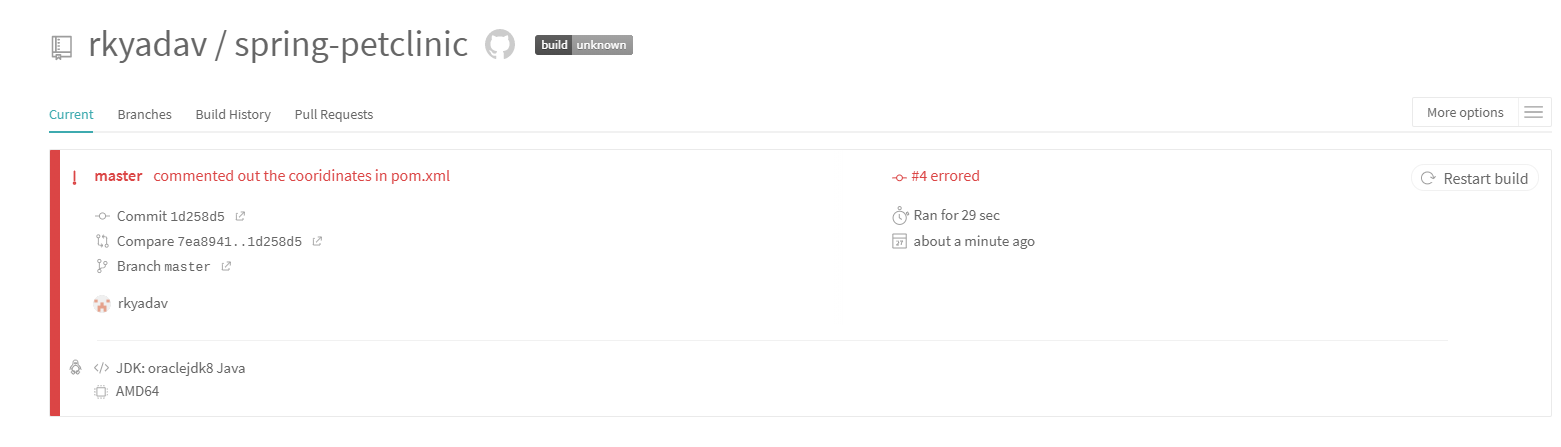 rkyadav / spring-petclinic build unknown
Current Branches Build History Pull Requests More options
master commented out the cooridinates in pom.xml #4 errored Restart build
Commit 1d258d5 Ran for 29 sec
Compare 7ea8941..1d258d5 27 about a minute ago
Branch master
rkyadav
</> JDK: oraclejdk8 Java
AMD64